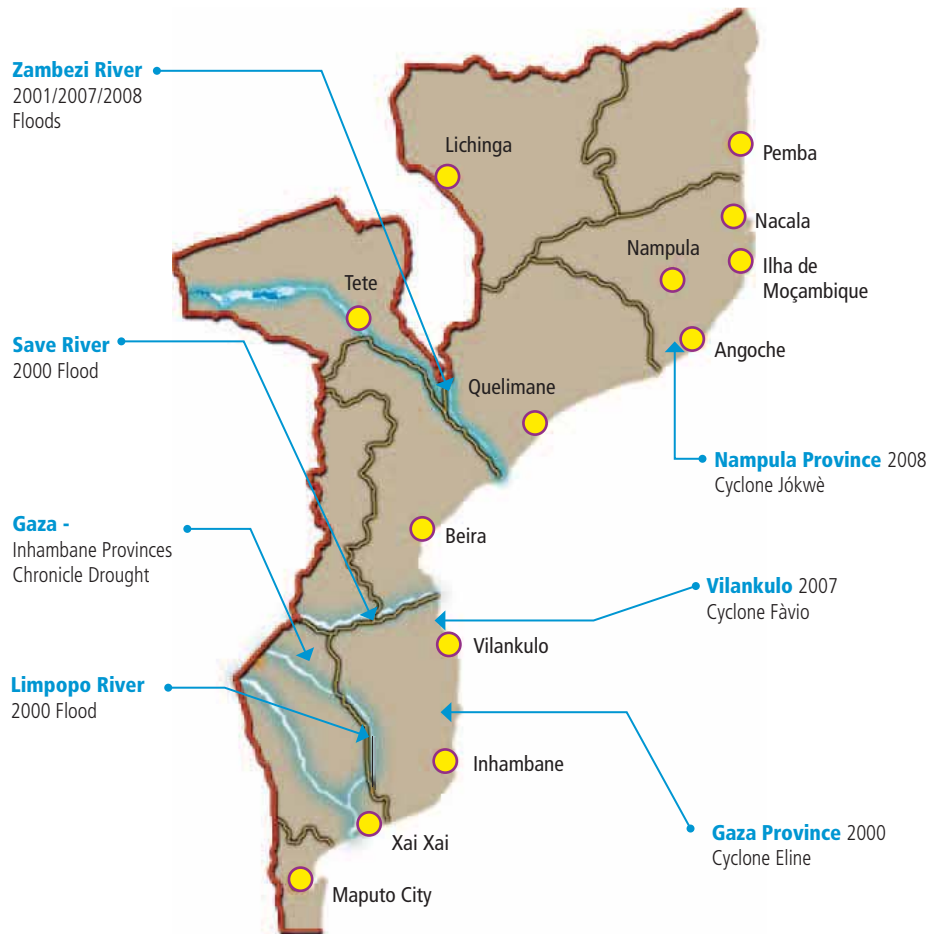 Zambezi River
2001/2007/2008
Floods
Lichinga
Pemba
Nacala
Nampula
Ilha de
Moçambique
Tete
Save River
2000 Flood
Angoche
Quelimane
Nampula Province 2008
Cyclone Jókwè
Gaza -
Inhambane Provinces
Chronicle Drought
Beira
Vilankulo 2007
Cyclone Fàvio
Vilankulo
Limpopo River
2000 Flood
Inhambane
Gaza Province 2000
Cyclone Eline
Xai Xai
Maputo City